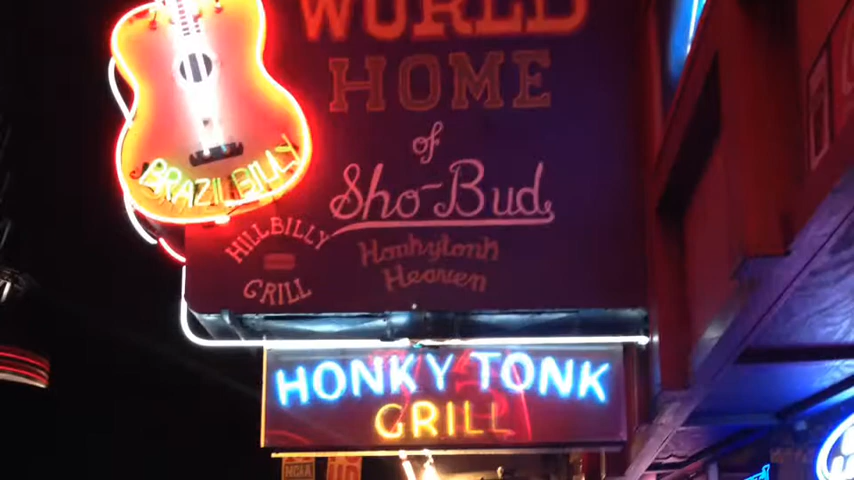 WORLD
HOME
of
Sho-Bud
BRAZILBILLY
HILLBILLY
GRILL
Honkytonk
Heaven
HONKY TONK
GRILL